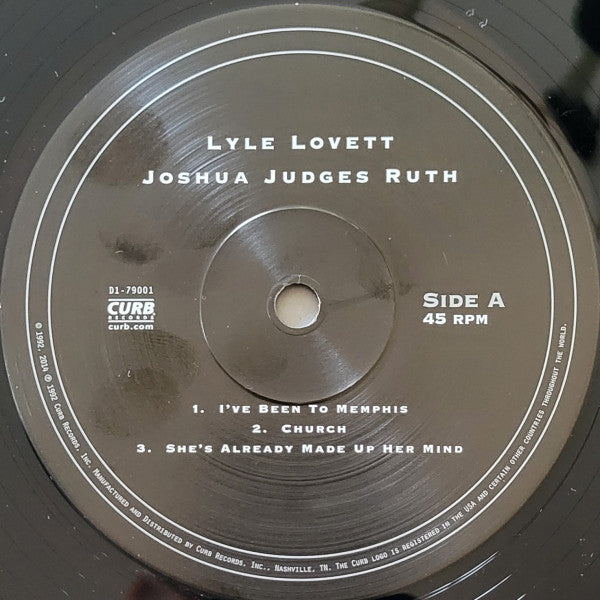 LYLE LOVETT
JOSHUA JUDGES RUTH
D1-79001
CURB
RECORDS
curb.com
SIDE A
45 RPM
1. I'VE BEEN TO MEMPHIS
2. CHURCH
3. SHE'S ALREADY MADE UP HER MIND
© 1992, 2014 ℗ 1992 CURB RECORDS, INC. MANUFACTURED AND DISTRIBUTED BY CURB RECORDS, INC., NASHVILLE, TN. THE CURB LOGO IS REGISTERED IN THE USA AND CERTAIN OTHER COUNTRIES THROUGHOUT THE WORLD.